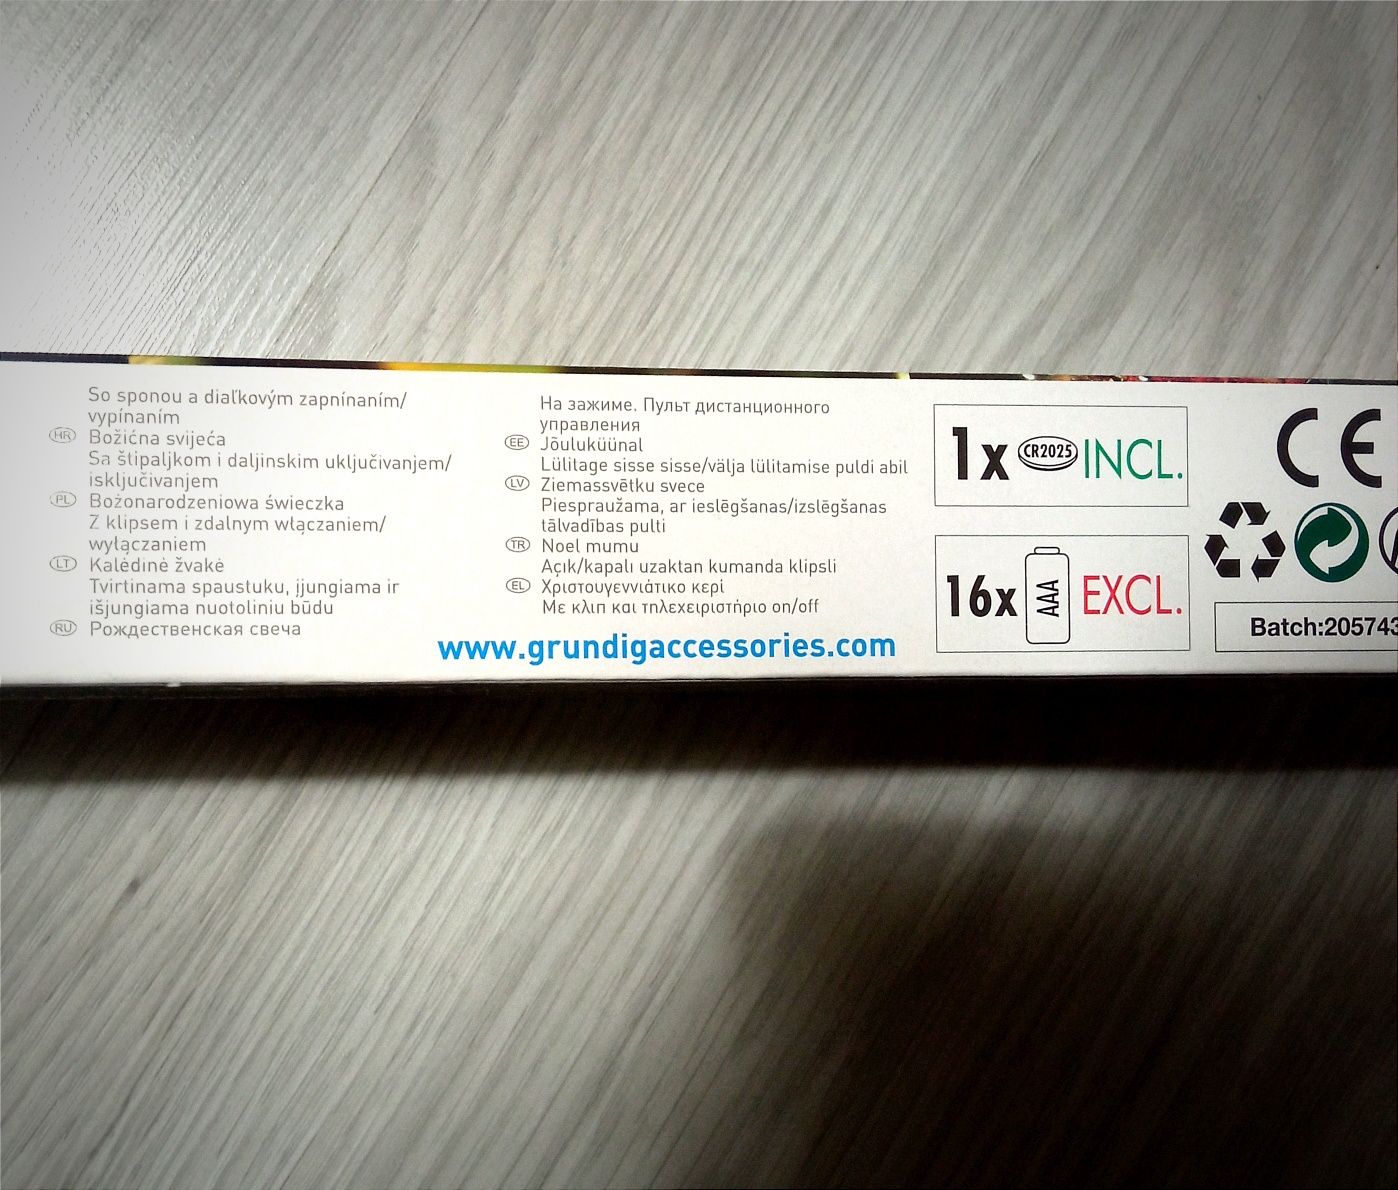 So sponou a diaľkovým zapnínaním/
vypínaním
HR Božićna svijeća
Sa štipaljkom i daljinskim uključivanjem/
isključivanjem
PL Bożonarodzeniowa świeczka
Z klipsem i zdalnym włączaniem/
wyłączaniem
LT Kalėdinė žvakė
Tvirtinama spaustuku, įjungiama ir
išjungiama nuotoliniu būdu
RU Рождественская свеча
На зажиме. Пульт дистанционного
управления
EE Jõuluküünal
Lülitage sisse sisse/välja lülitamise puldi abil
LV Ziemassvētku svece
Piespraužama, ar ieslēgšanas/izslēgšanas
tālvadības pulti
TR Noel mumu
Açık/kapalı uzaktan kumanda klipsli
EL Χριστουγεννιάτικο κερί
Με κλιπ και τηλεχειριστήριο on/off
www.grundigaccessories.com
1x CR2025 INCL.
16x AAA EXCL.
CE
Batch:205743